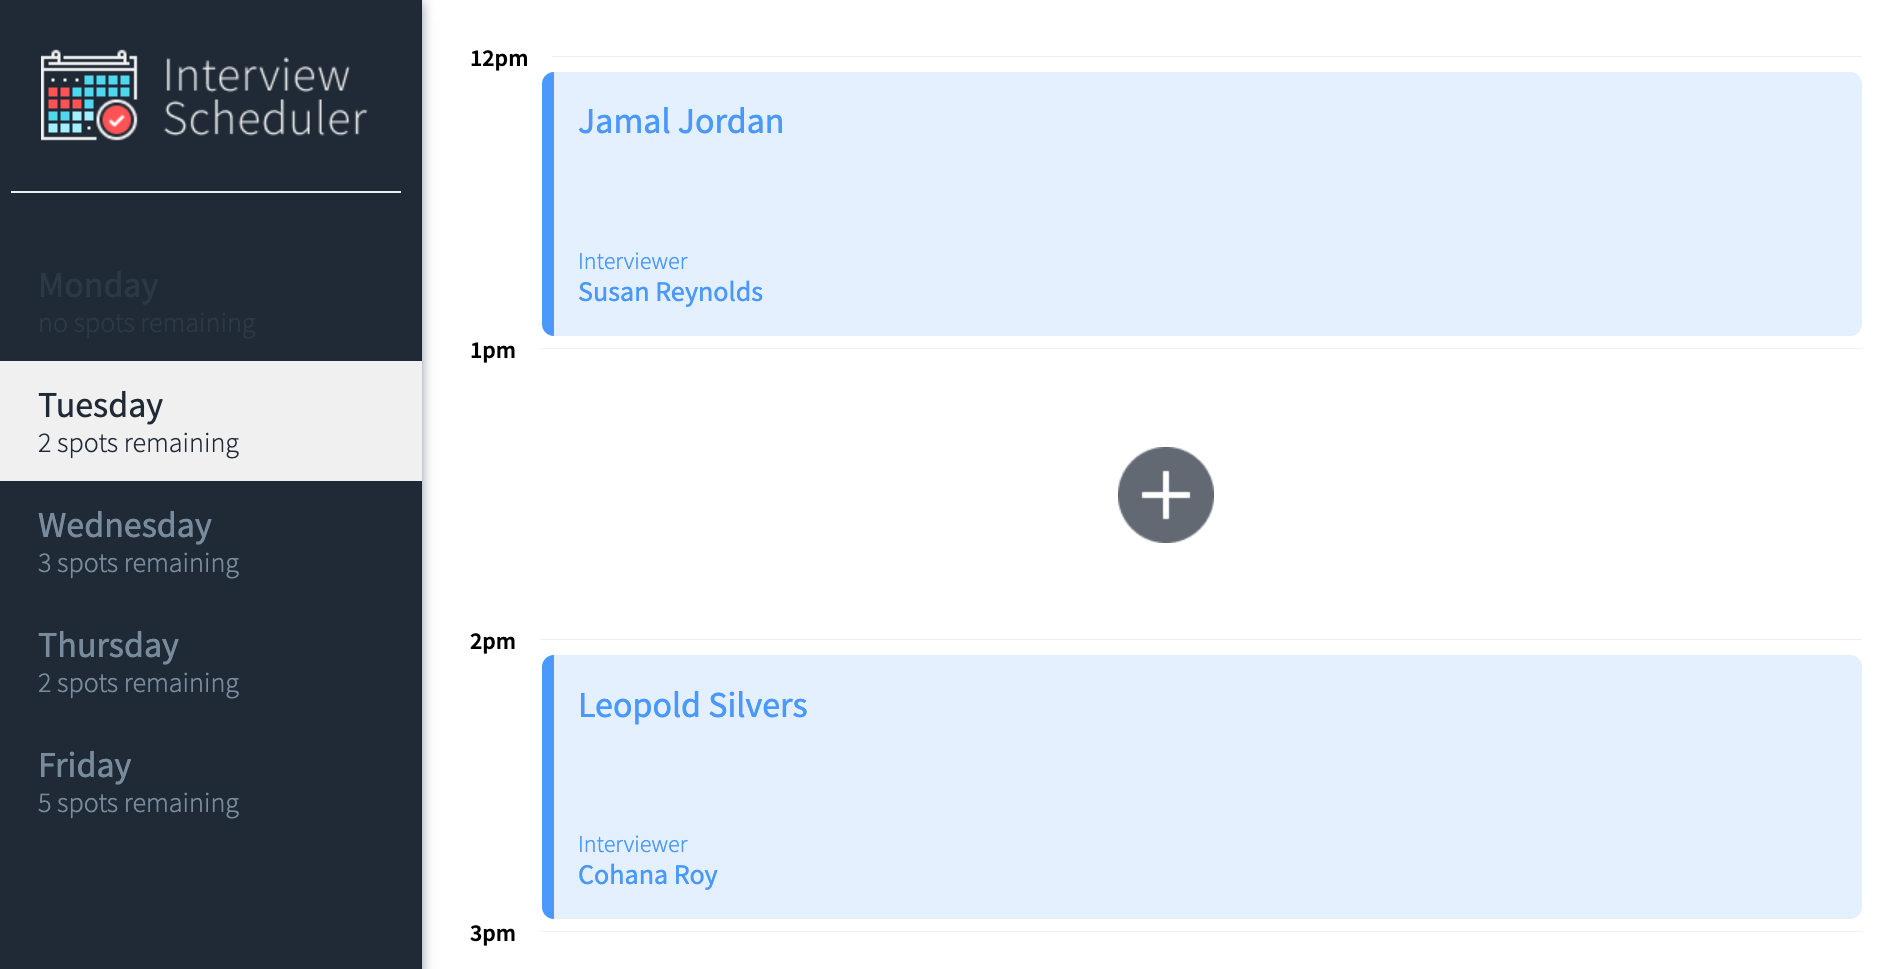 Interview
Scheduler
Monday
no spots remaining
Tuesday
2 spots remaining
Wednesday
3 spots remaining
Thursday
2 spots remaining
Friday
5 spots remaining
12pm
Jamal Jordan
Interviewer
Susan Reynolds
1pm
2pm
Leopold Silvers
Interviewer
Cohana Roy
3pm